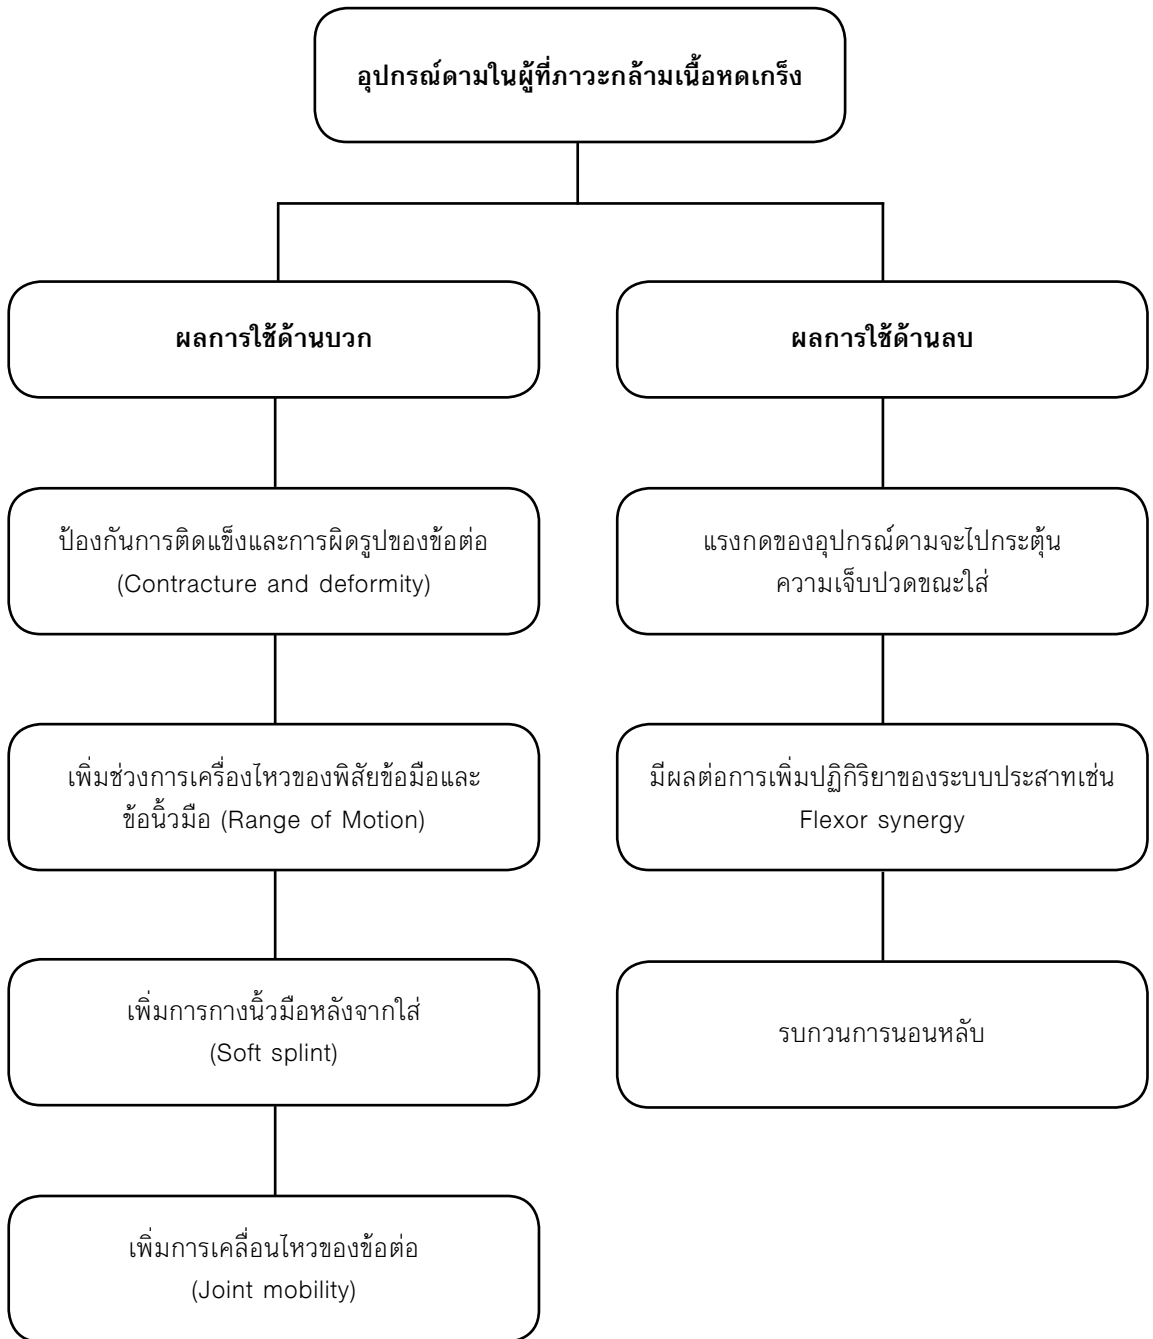 อุปกรณ์ดามในผู้ที่ภาวะกล้ามเนื้อหดเกร็ง
ผลการใช้ด้านบวก
ป้องกันการติดแข็งและการผิดรูปของข้อต่อ
(Contracture and deformity)
เพิ่มช่วงการเครื่องไหวของพิสัยข้อมือและ
ข้อนิ้วมือ (Range of Motion)
เพิ่มการกางนิ้วมือหลังจากใส่
(Soft splint)
เพิ่มการเคลื่อนไหวของข้อต่อ
(Joint mobility)
ผลการใช้ด้านลบ
แรงกดของอุปกรณ์ดามจะไปกระตุ้น
ความเจ็บปวดขณะใส่
มีผลต่อการเพิ่มปฏิกิริยาของระบบประสาทเช่น
Flexor synergy
รบกวนการนอนหลับ